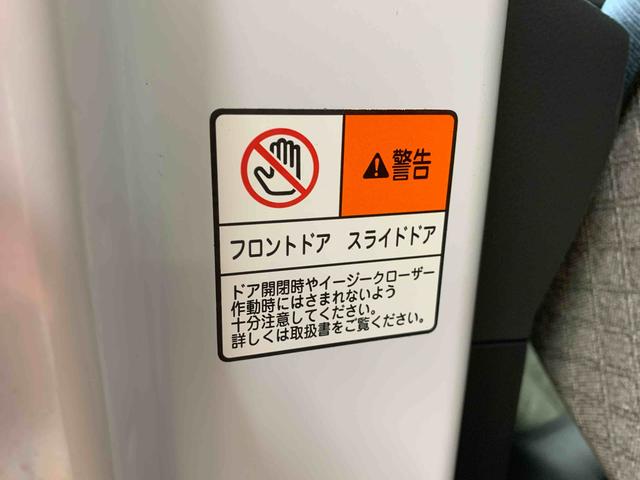 警告
フロントドア スライドドア
ドア開閉時やイージークローザー
作動時にはさまれないよう
十分注意してください。
詳しくは取扱書をご覧ください。